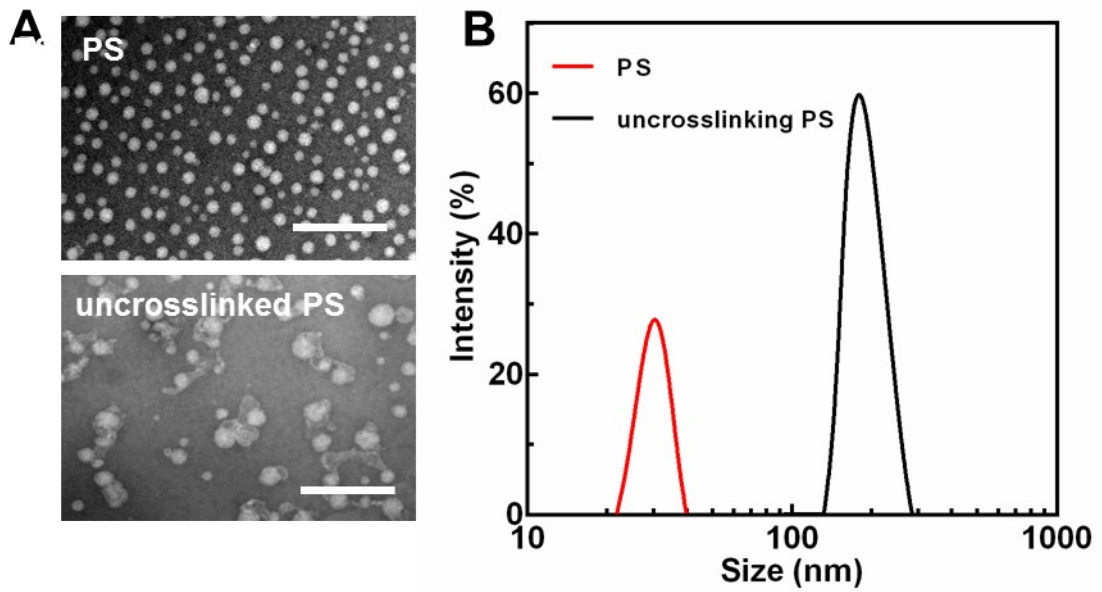 A
PS
uncrosslinked PS
B
PS
uncrosslinking PS
Intensity (%)
60
40
20
0
10
100
1000
Size (nm)